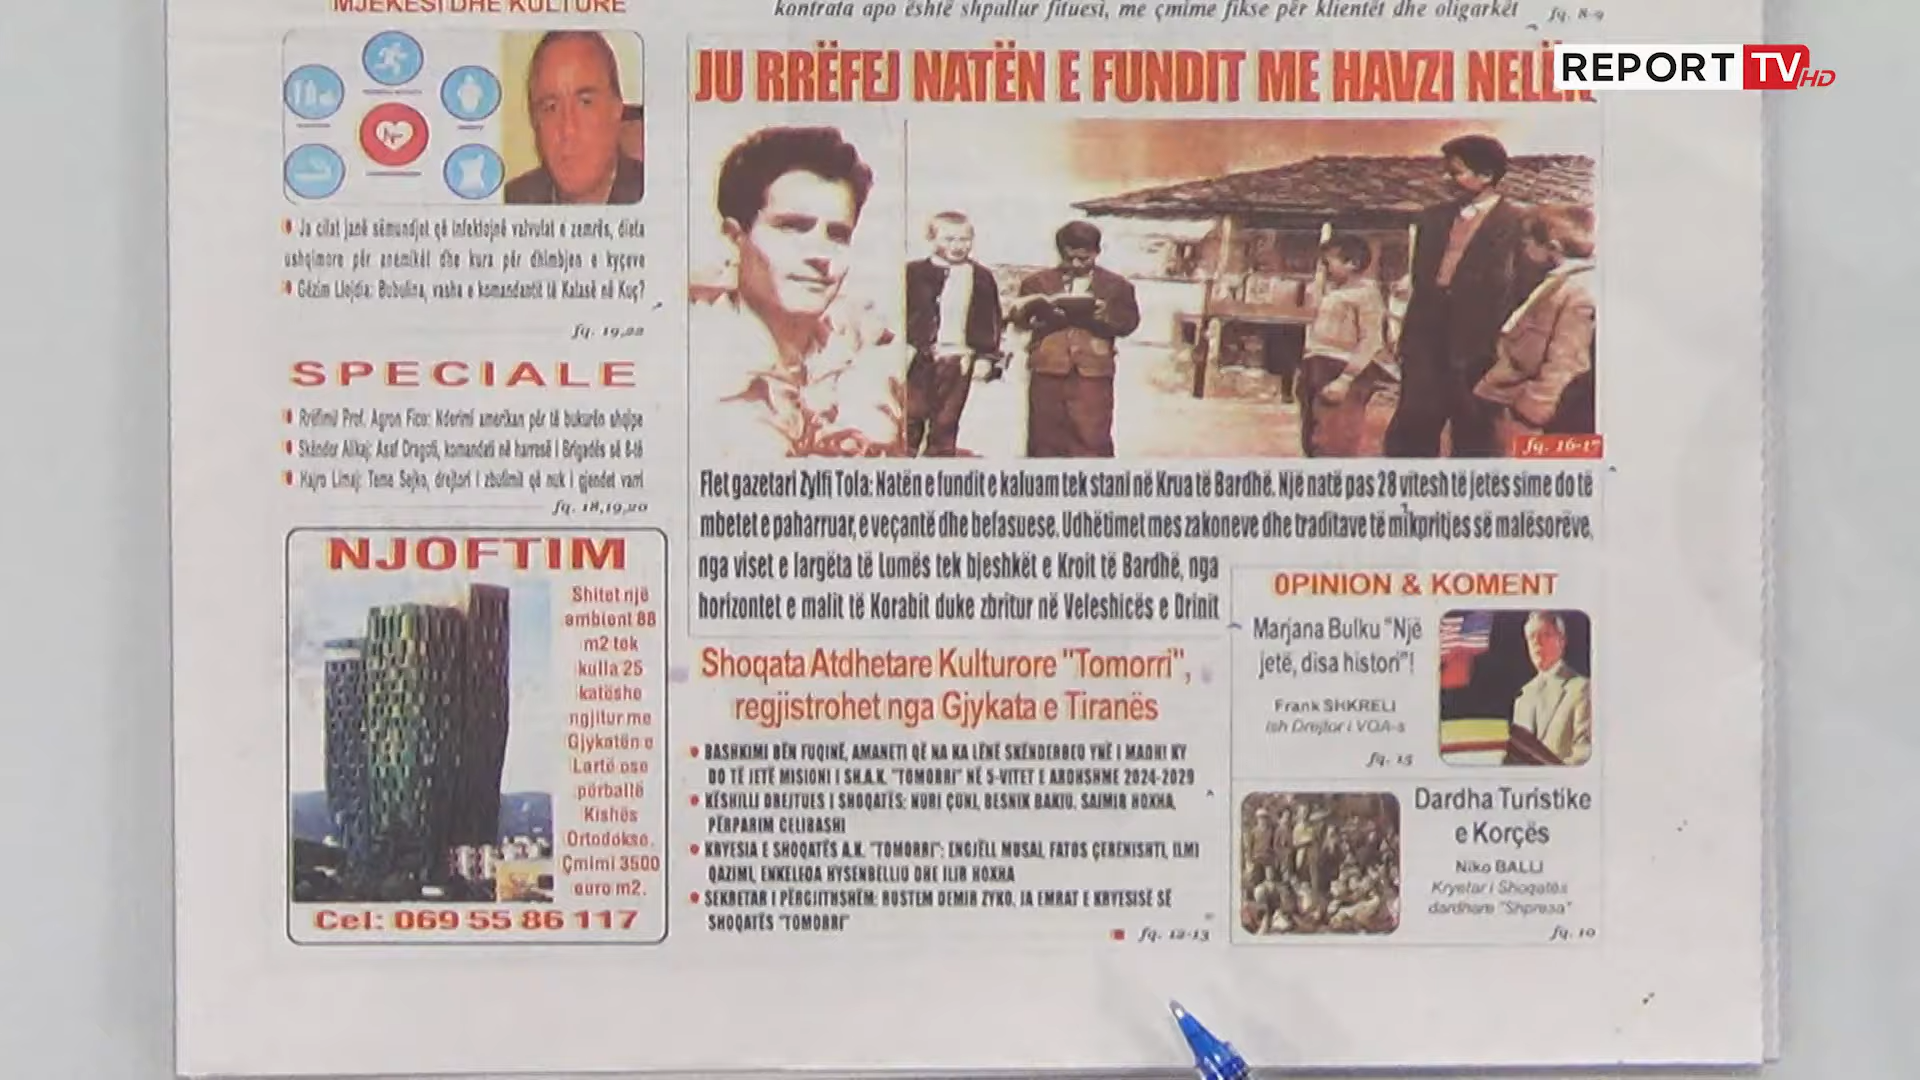 MJEKËSI DHE KULTURË
kontrata apo është shpallur fituesi, me çmime fikse për klientët dhe oligarkët fq. 8-9
REPORT TV HD
JU RRËFEJ NATËN E FUNDIT ME HAVZI NELËN
Ja cilat janë sëmundjet që infektojnë valvulat e zemrës, dieta
ushqimore për anemikët dhe kura për dhimbjen e kyçeve
Gëzim Llojdia: Bubulina, vasha e komandantit të Kalasë në Kuç?
fq. 19,22
SPECIALE
Rrëfimi Prof. Agron Fico: Nderimi amerikan për të bukurën shqipe
Skëndor Alikaj: Asaf Dragoti, komandati në harresë i Brigadës së 8-të
Hajro Limaj: Teme Sejko, drejtori i zbulimit që nuk i gjendet varri
fq. 18,19,20
fq. 16-17
Flet gazetari Zylfi Tola: Natën e fundit e kaluam tek stani në Krua të Bardhë. Një natë pas 28 vitesh të jetës sime do të
mbetet e paharruar, e veçantë dhe befasuese. Udhëtimet mes zakoneve dhe traditave të mikpritjes së malësorëve,
nga viset e largëta të Lumës tek bjeshkët e Kroit të Bardhë, nga
horizontet e malit të Korabit duke zbritur në Veleshicës e Drinit
NJOFTIM
Shitet një
ambient 88
m2 tek
kulla 25
katëshe
ngjitur me
Gjykatën e
Lartë ose
përballë
Kishës
Ortodokse.
Çmimi 3500
euro m2.
Cel: 069 55 86 117
Shoqata Atdhetare Kulturore "Tomorri",
regjistrohet nga Gjykata e Tiranës
BASHKIMI BËN FUQINË, AMANETI QË NA KA LËNË SKËNDERBEU YNË I MADHI KY
DO TË JETË MISIONI I SH.A.K. "TOMORRI" NË 5-VITET E ARDHSHME 2024-2029
KËSHILLI DREJTUES I SHOQATËS: NURI ÇUNI, BESNIK BAKIU, SAIMIR HOXHA,
PËRPARIM CELIBASHI
KRYESIA E SHOQATËS A.K. "TOMORRI": ENGJËLL MUSAI, FATOS ÇERENISHTI, ILMI
QAZIMI, ENKELEDA HYSENBELLIU DHE ILIR HOXHA
SEKRETAR I PËRGJITHSHËM: RUSTEM DEMIR ZYKO. JA EMRAT E KRYESISË SË
SHOQATËS "TOMORRI"
fq. 12-13
0PINION & KOMENT
Marjana Bulku "Një
jetë, disa histori"!
Frank SHKRELI
Ish Drejtor i VOA-s
fq. 15
Dardha Turistike
e Korçës
Niko BALLI
Kryetar i Shoqatës
dardhare "Shpresa"
fq. 10